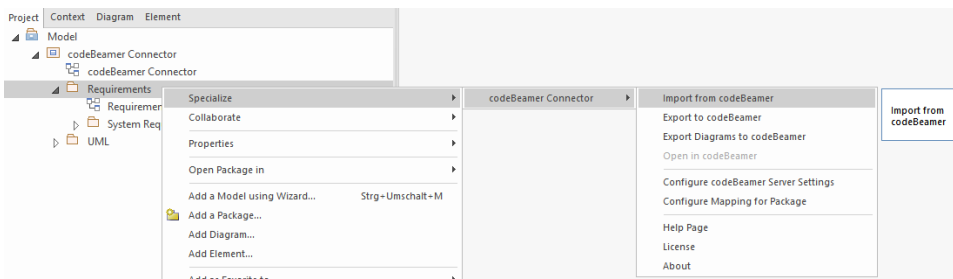 Project Context Diagram Element
Model
codeBeamer Connector
codeBeamer Connector
Requirements
Requiremen
System Req
UML
Specialize
Collaborate
Properties
Open Package in
Add a Model using Wizard... Strg+Umschalt+M
Add a Package...
Add Diagram...
Add Element...
codeBeamer Connector
Import from codeBeamer
Export to codeBeamer
Export Diagrams to codeBeamer
Open in codeBeamer
Configure codeBeamer Server Settings
Configure Mapping for Package
Help Page
License
About
Import from
codeBeamer